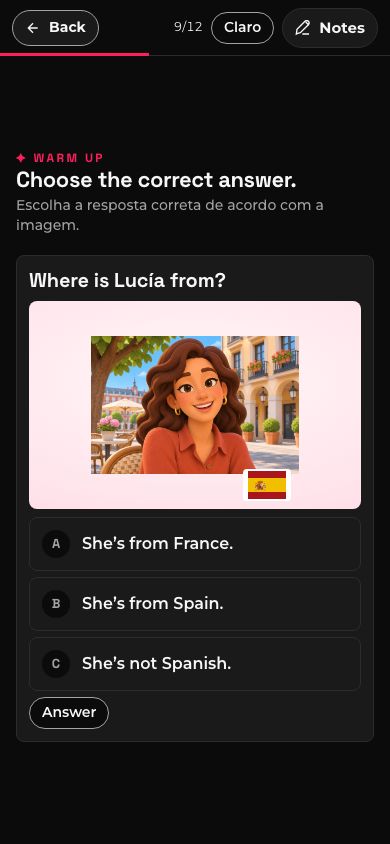 Back
9/12
Claro
Notes
WARM UP
Choose the correct answer.
Escolha a resposta correta de acordo com a
imagem.
Where is Lucía from?
A She's from France.
B She's from Spain.
C She's not Spanish.
Answer